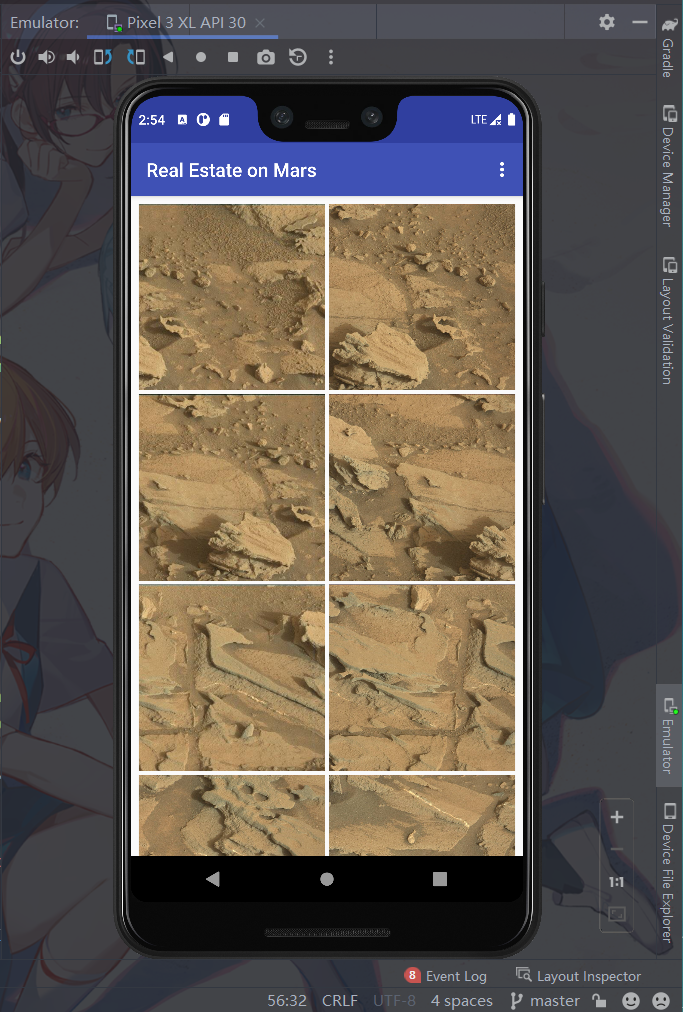 Emulator: Pixel 3 XL API 30
Gradle
Device Manager
Layout Validation
2:54 A LTE
Real Estate on Mars
Emulator
Device File Explorer
1:1
8 Event Log Layout Inspector
56:32 CRLF UTF-8 4 spaces master